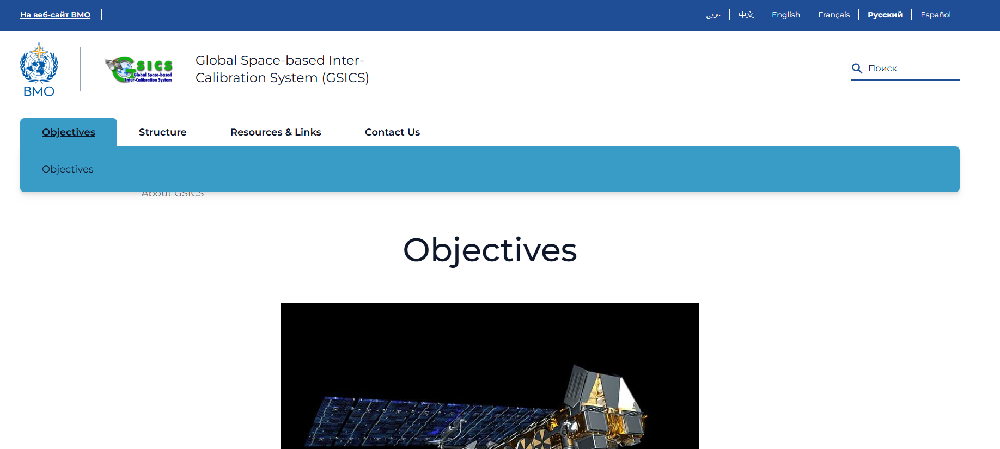 На веб-сайт ВМО
عربي
中文
English
Français
Русский
Español
ВМО
GSICS
Global Space-based
Inter-Calibration System
Global Space-based Inter-
Calibration System (GSICS)
Поиск
Objectives
Structure
Resources & Links
Contact Us
Objectives
About GSICS
Objectives